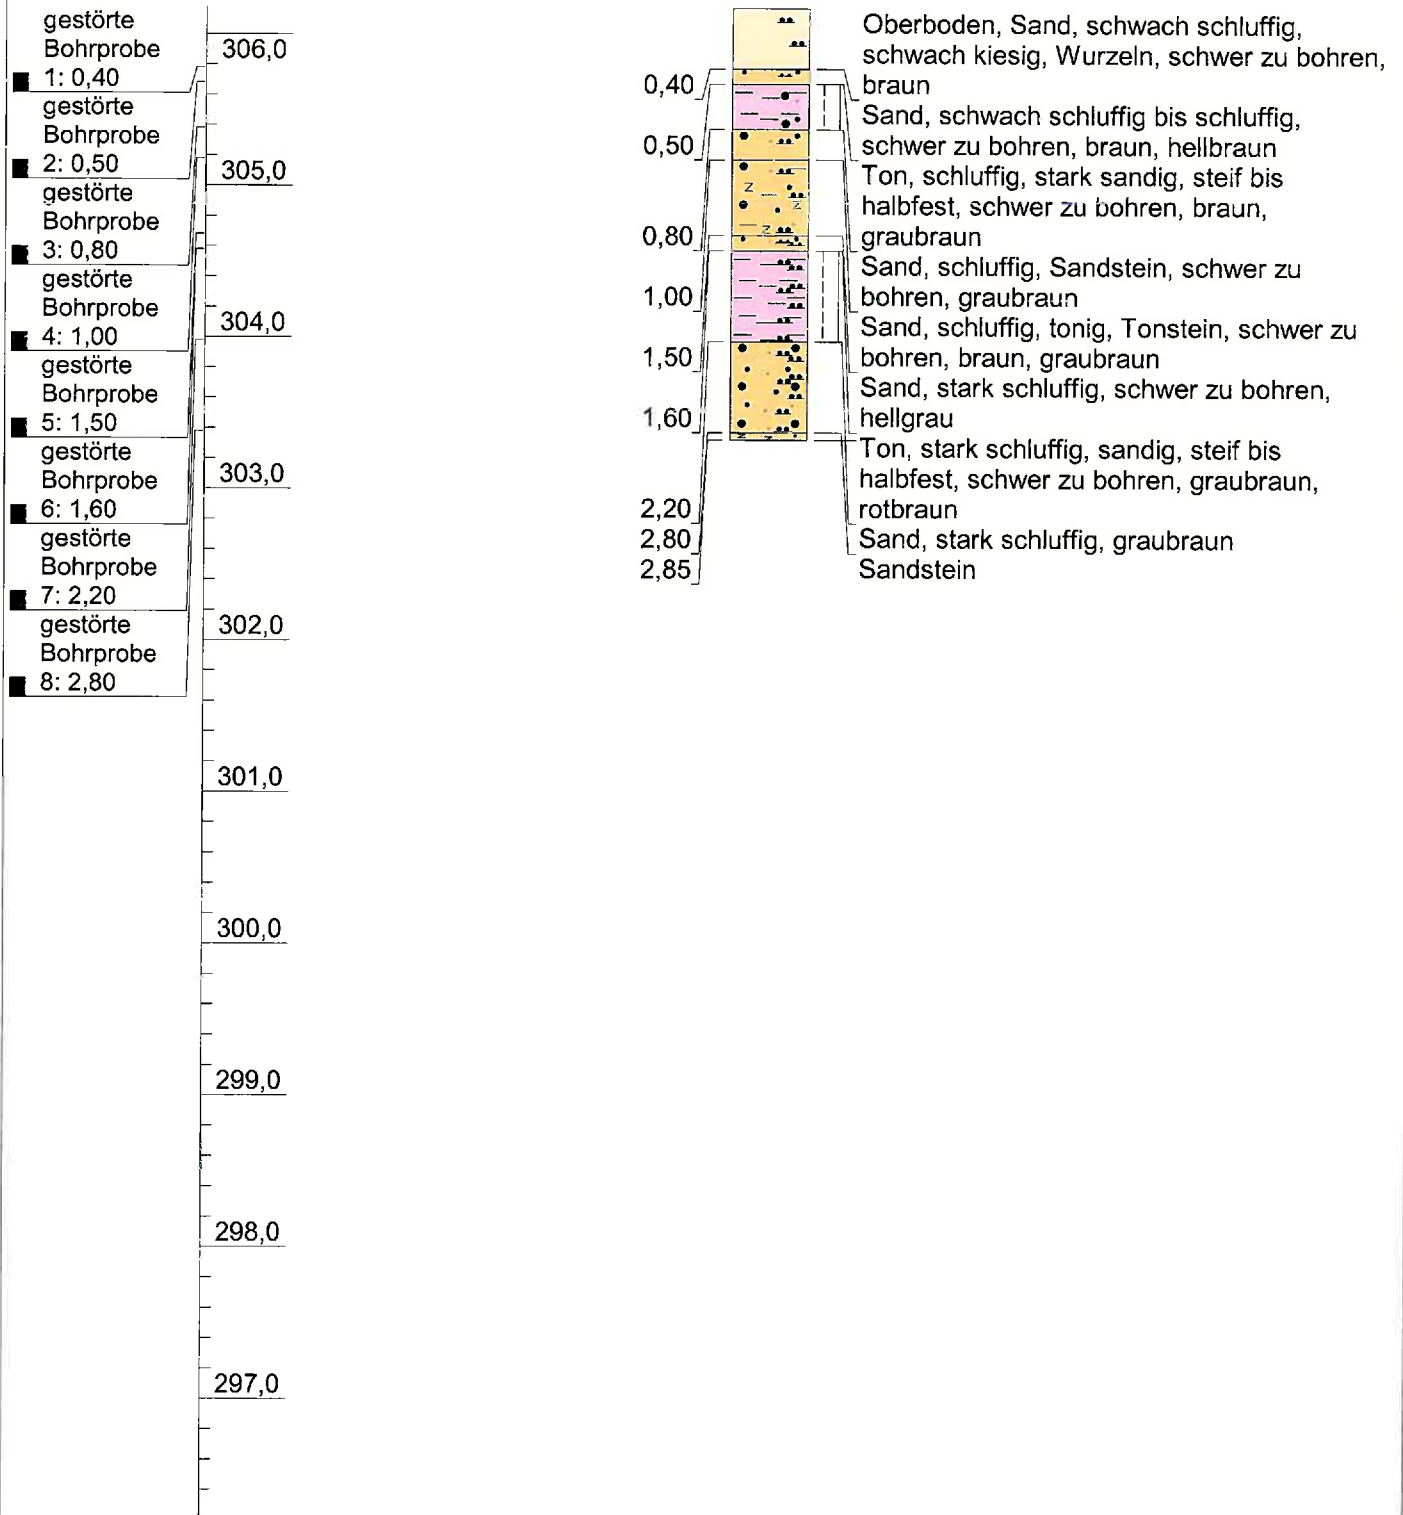 gestörte
Bohrprobe
1: 0,40
gestörte
Bohrprobe
2: 0,50
gestörte
Bohrprobe
3: 0,80
gestörte
Bohrprobe
4: 1,00
gestörte
Bohrprobe
5: 1,50
gestörte
Bohrprobe
6: 1,60
gestörte
Bohrprobe
7: 2,20
gestörte
Bohrprobe
8: 2,80
306,0
305,0
304,0
303,0
302,0
301,0
300,0
299,0
298,0
297,0
0,40
0,50
0,80
1,00
1,50
1,60
2,20
2,80
2,85
Oberboden, Sand, schwach schluffig,
schwach kiesig, Wurzeln, schwer zu bohren,
braun
Sand, schwach schluffig bis schluffig,
schwer zu bohren, braun, hellbraun
Ton, schluffig, stark sandig, steif bis
halbfest, schwer zu bohren, braun,
graubraun
Sand, schluffig, Sandstein, schwer zu
bohren, graubraun
Sand, schluffig, tonig, Tonstein, schwer zu
bohren, braun, graubraun
Sand, stark schluffig, schwer zu bohren,
hellgrau
Ton, stark schluffig, sandig, steif bis
halbfest, schwer zu bohren, graubraun,
rotbraun
Sand, stark schluffig, graubraun
Sandstein